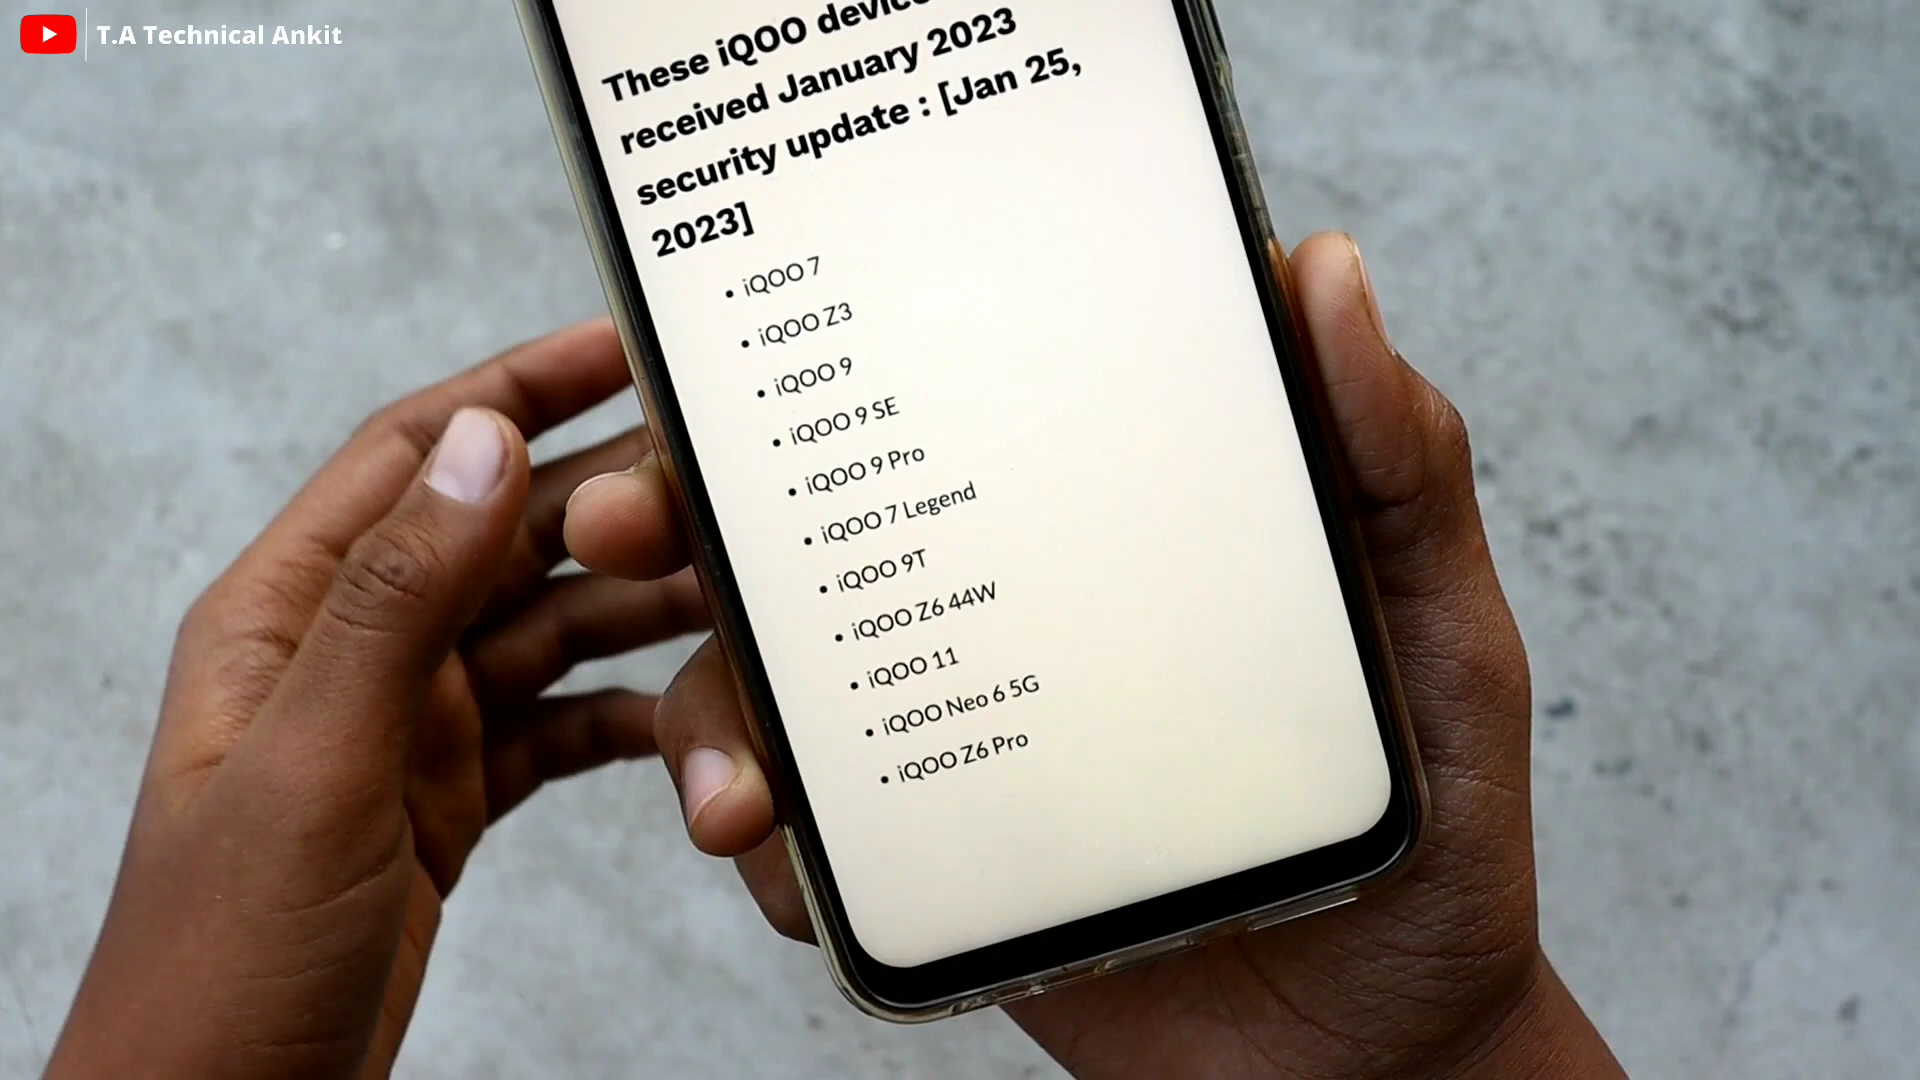 T.A Technical Ankit
These iQOO device
received January 2023
security update : [Jan 25,
2023]
• iQOO 7
• iQOO Z3
• iQOO 9
• iQOO 9 SE
• iQOO 9 Pro
• iQOO 7 Legend
• iQOO 9T
• iQOO Z6 44W
• iQOO 11
• iQOO Neo 6 5G
• iQOO Z6 Pro